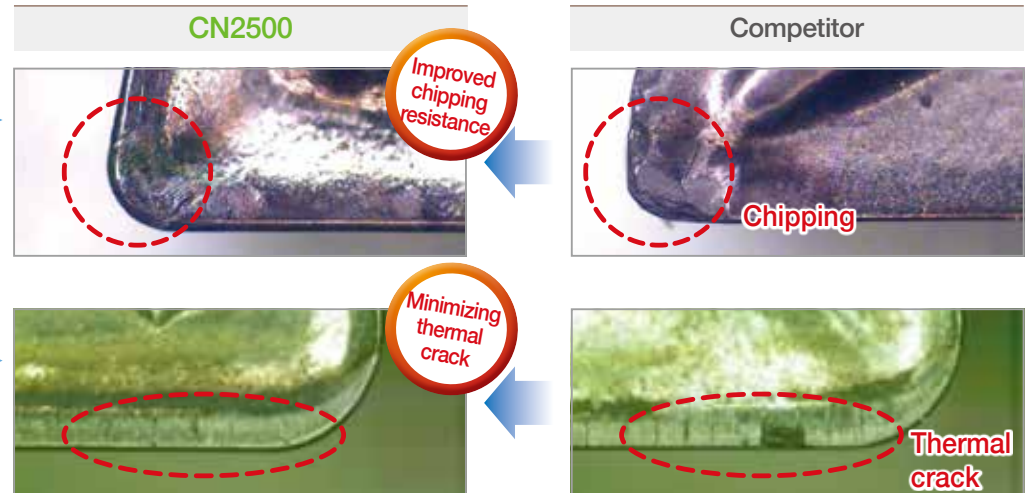 CN2500
Competitor
Improved
chipping
resistance
Chipping
Minimizing
thermal
crack
Thermal
crack